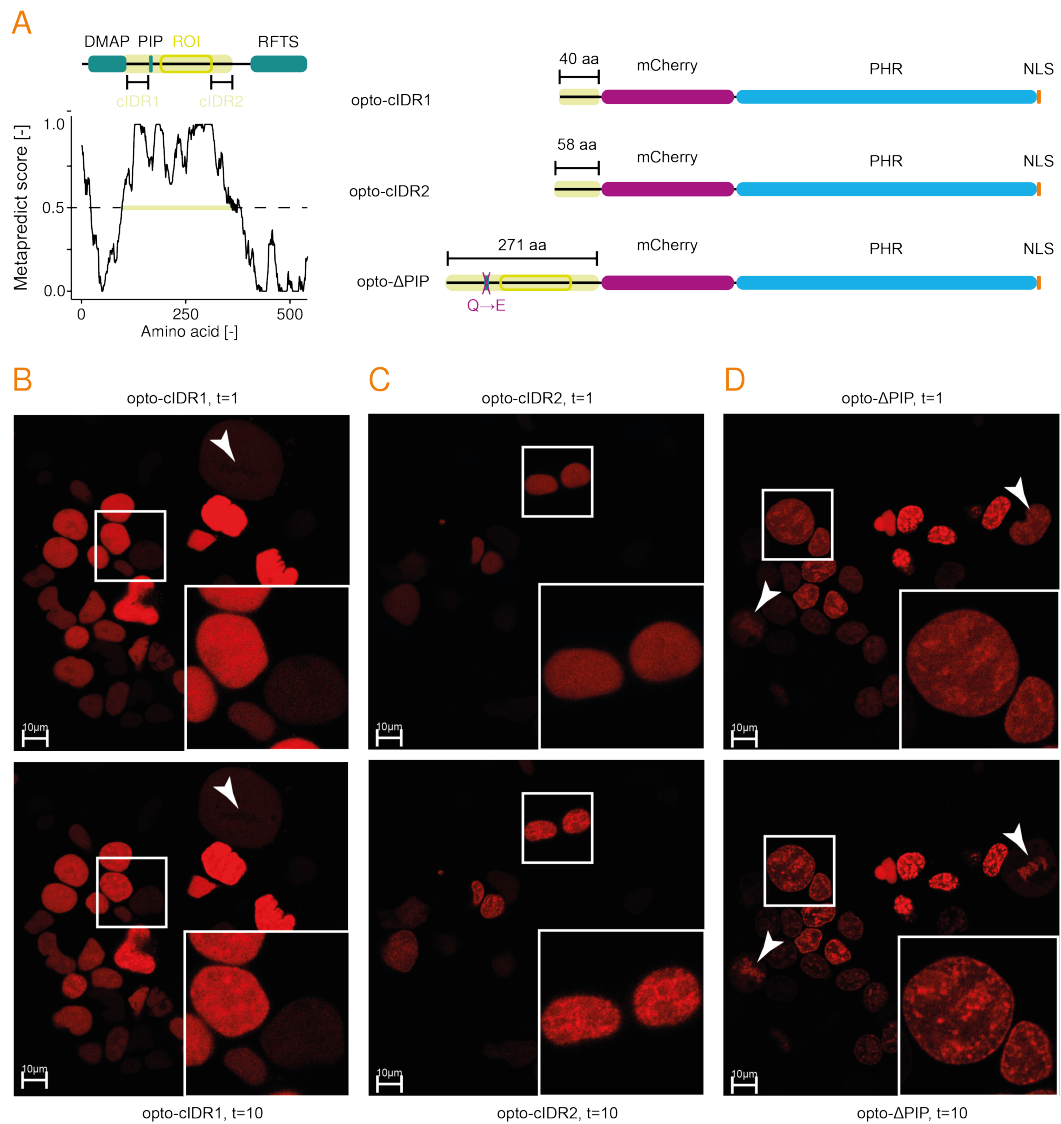 A
DMAP PIP ROI RFTS
cIDR1 cIDR2
Metapredict score [-]
1.0
0.5
0.0
0 250 500
Amino acid [-]
40 aa
mCherry PHR NLS
opto-cIDR1
58 aa
mCherry PHR NLS
opto-cIDR2
271 aa
mCherry PHR NLS
opto-ΔPIP
Q→E
B
opto-cIDR1, t=1
10µm
10µm
opto-cIDR1, t=10
C
opto-cIDR2, t=1
10µm
10µm
opto-cIDR2, t=10
D
opto-ΔPIP, t=1
10µm
10µm
opto-ΔPIP, t=10